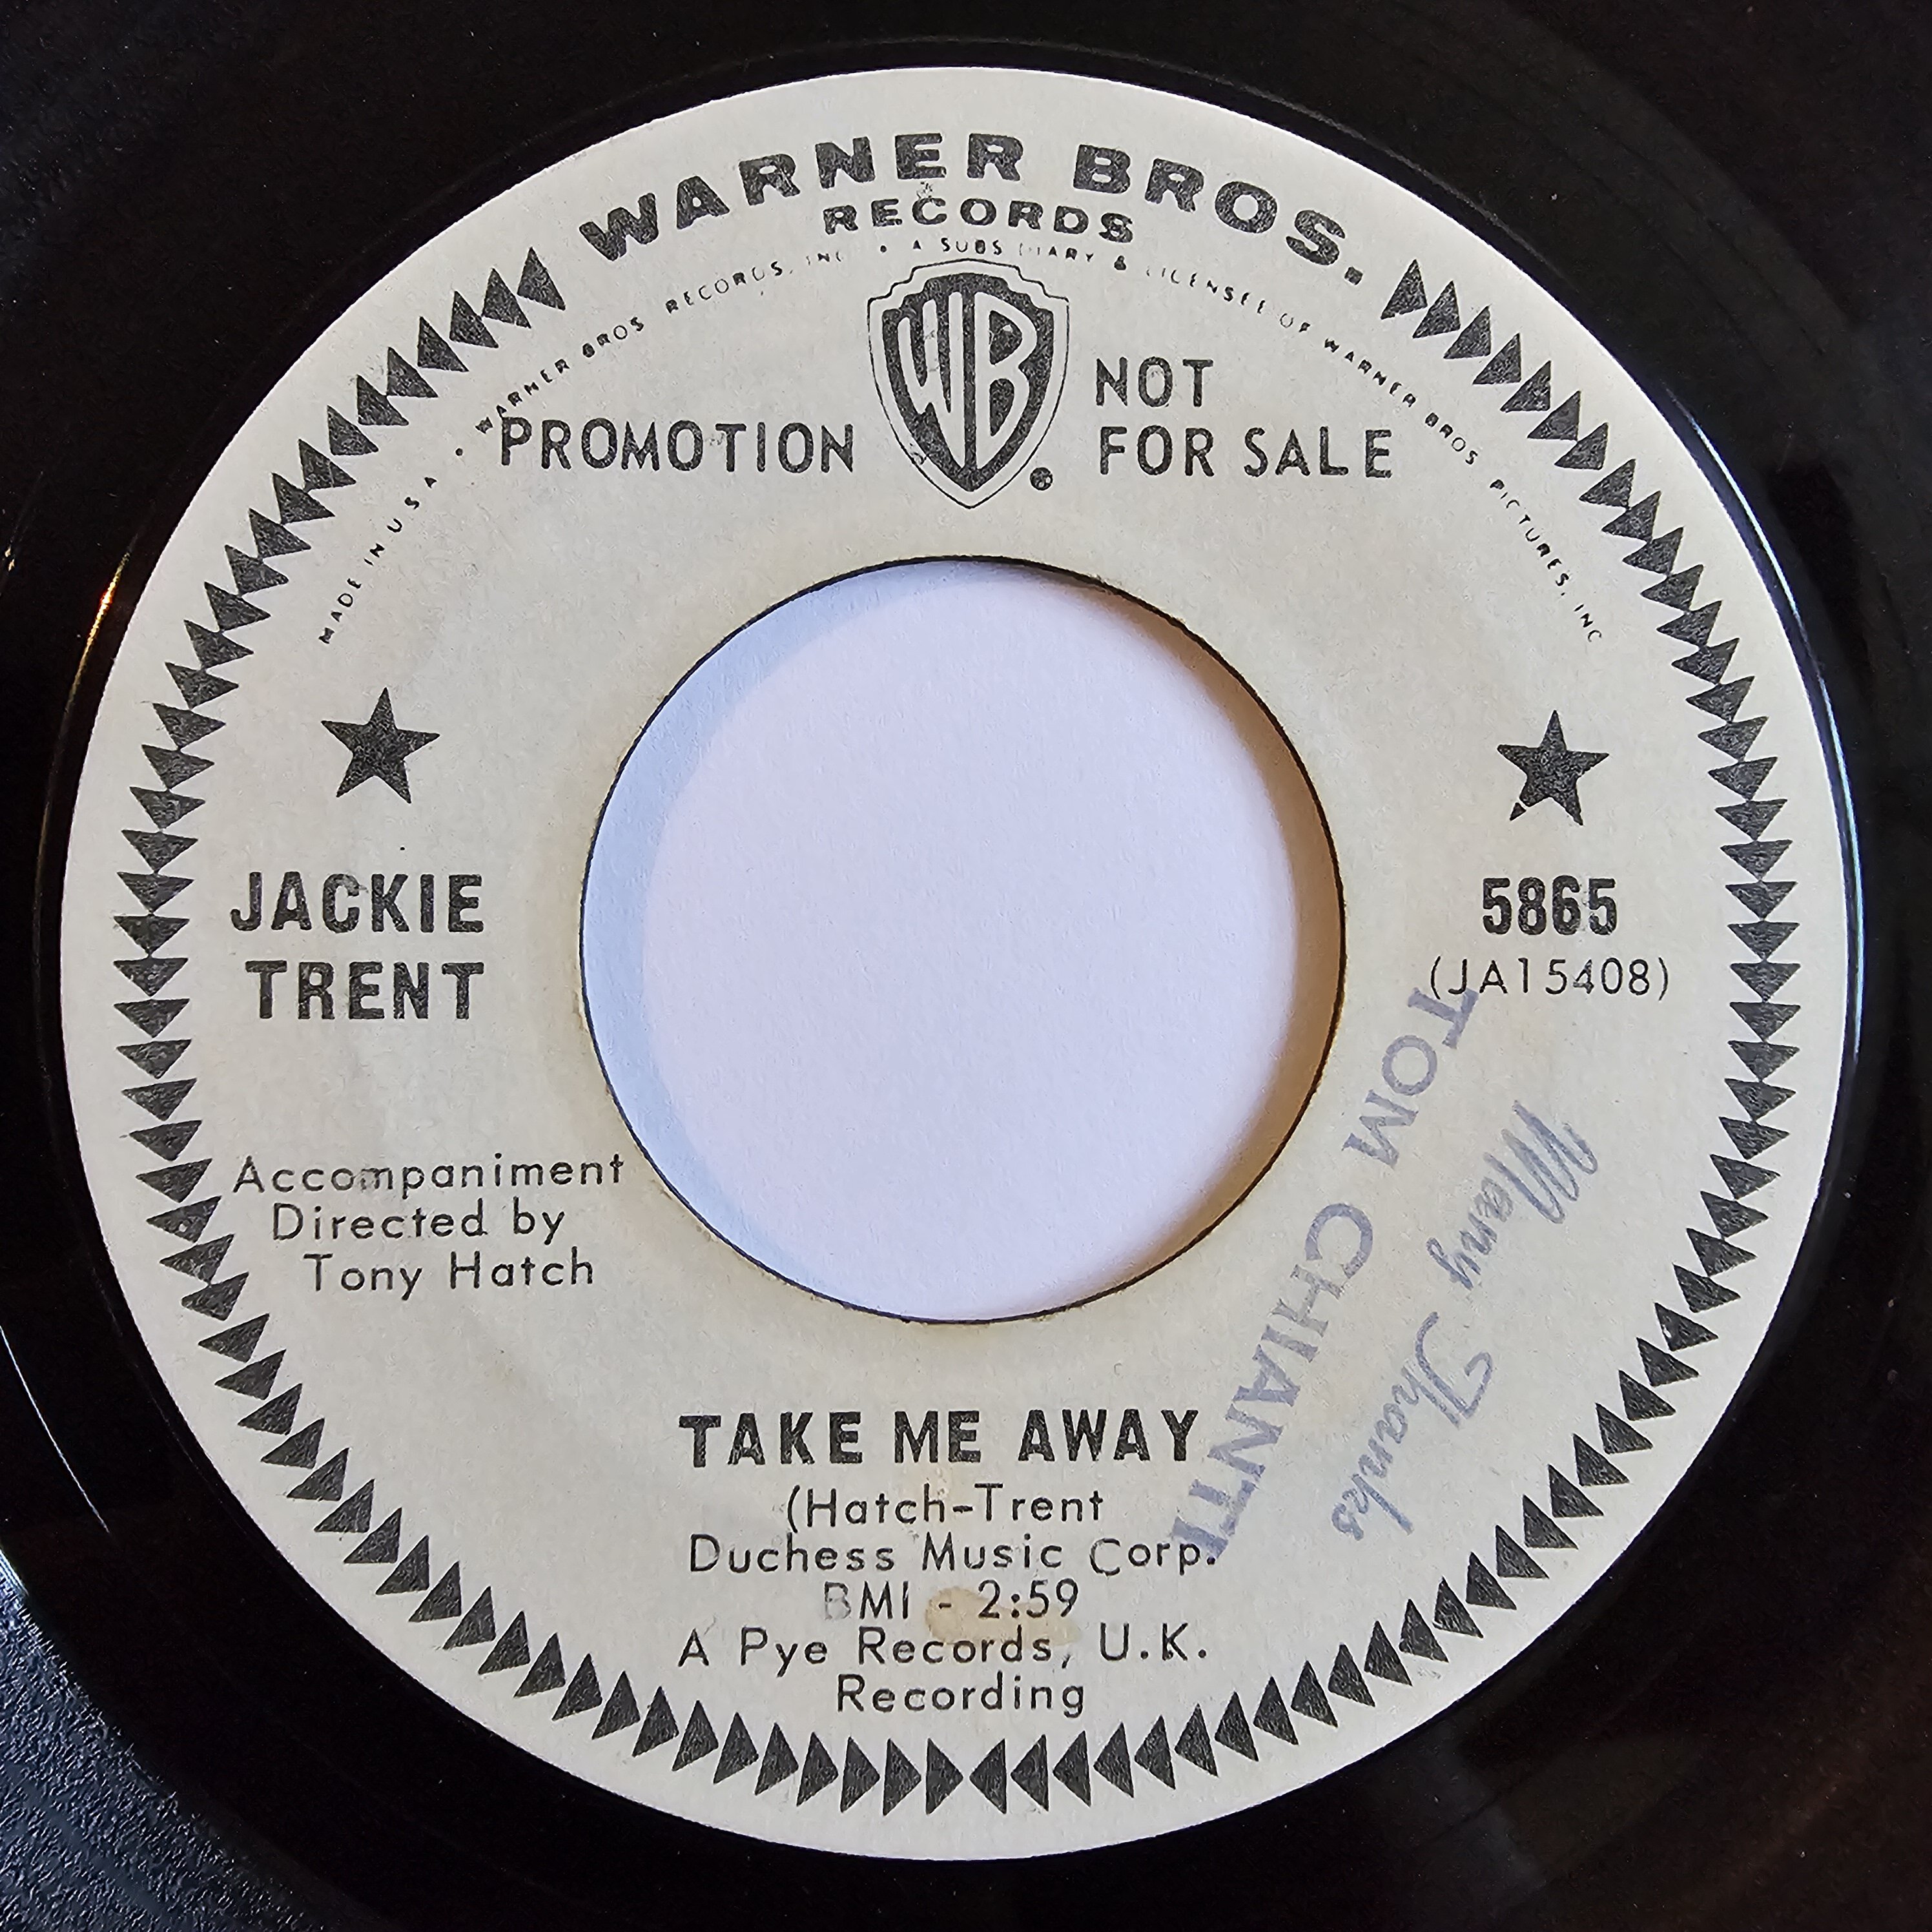 WARNER BROS.
RECORDS
MADE IN U.S.A. • WARNER BROS RECORDS, INC • A SUBSIDIARY & LICENSEE OF WARNER BROS PICTURES, INC
WB
PROMOTION
NOT
FOR SALE
JACKIE
TRENT
5865
(JA15408)
Accompaniment
Directed by
Tony Hatch
TOM CHIANTI
Many Thanks
TAKE ME AWAY
(Hatch-Trent
Duchess Music Corp.
BMI - 2:59
A Pye Records, U.K.
Recording